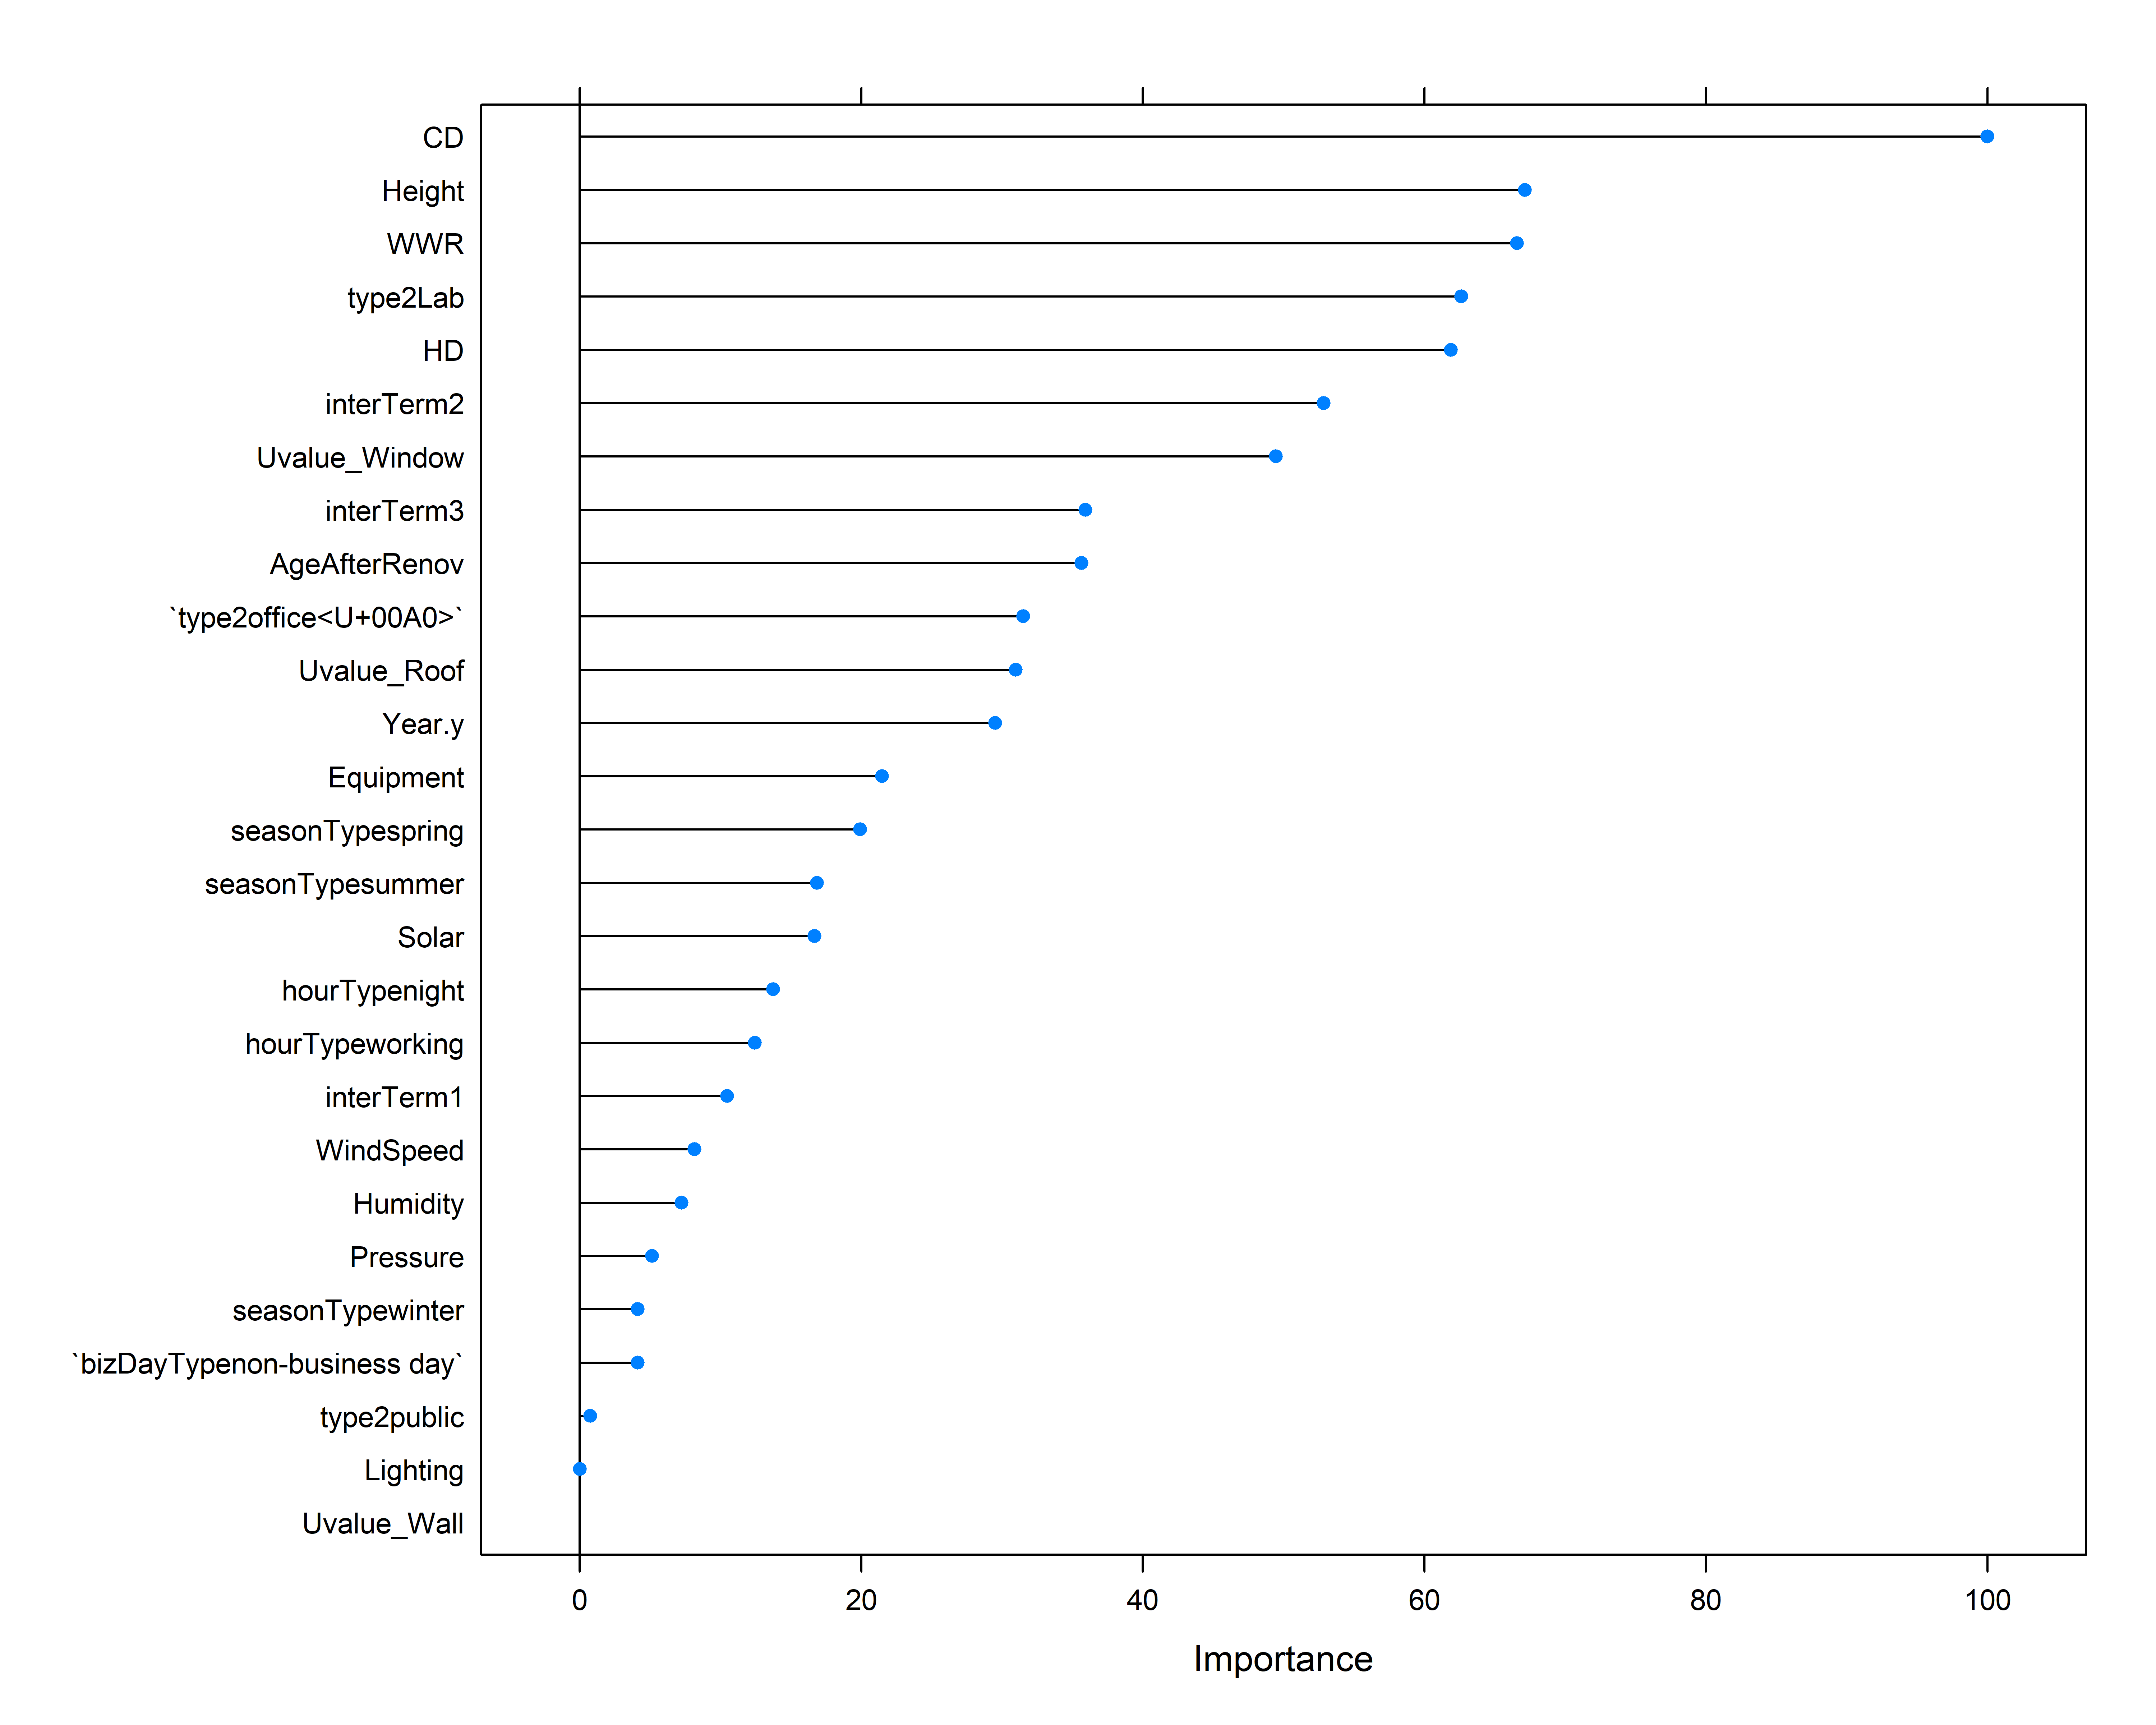 CD
Height
WWR
type2Lab
HD
interTerm2
Uvalue_Window
interTerm3
AgeAfterRenov
`type2office<U+00A0>`
Uvalue_Roof
Year.y
Equipment
seasonTypespring
seasonTypesummer
Solar
hourTypenight
hourTypeworking
interTerm1
WindSpeed
Humidity
Pressure
seasonTypewinter
`bizDayTypenon-business day`
type2public
Lighting
Uvalue_Wall
0 20 40 60 80 100
Importance